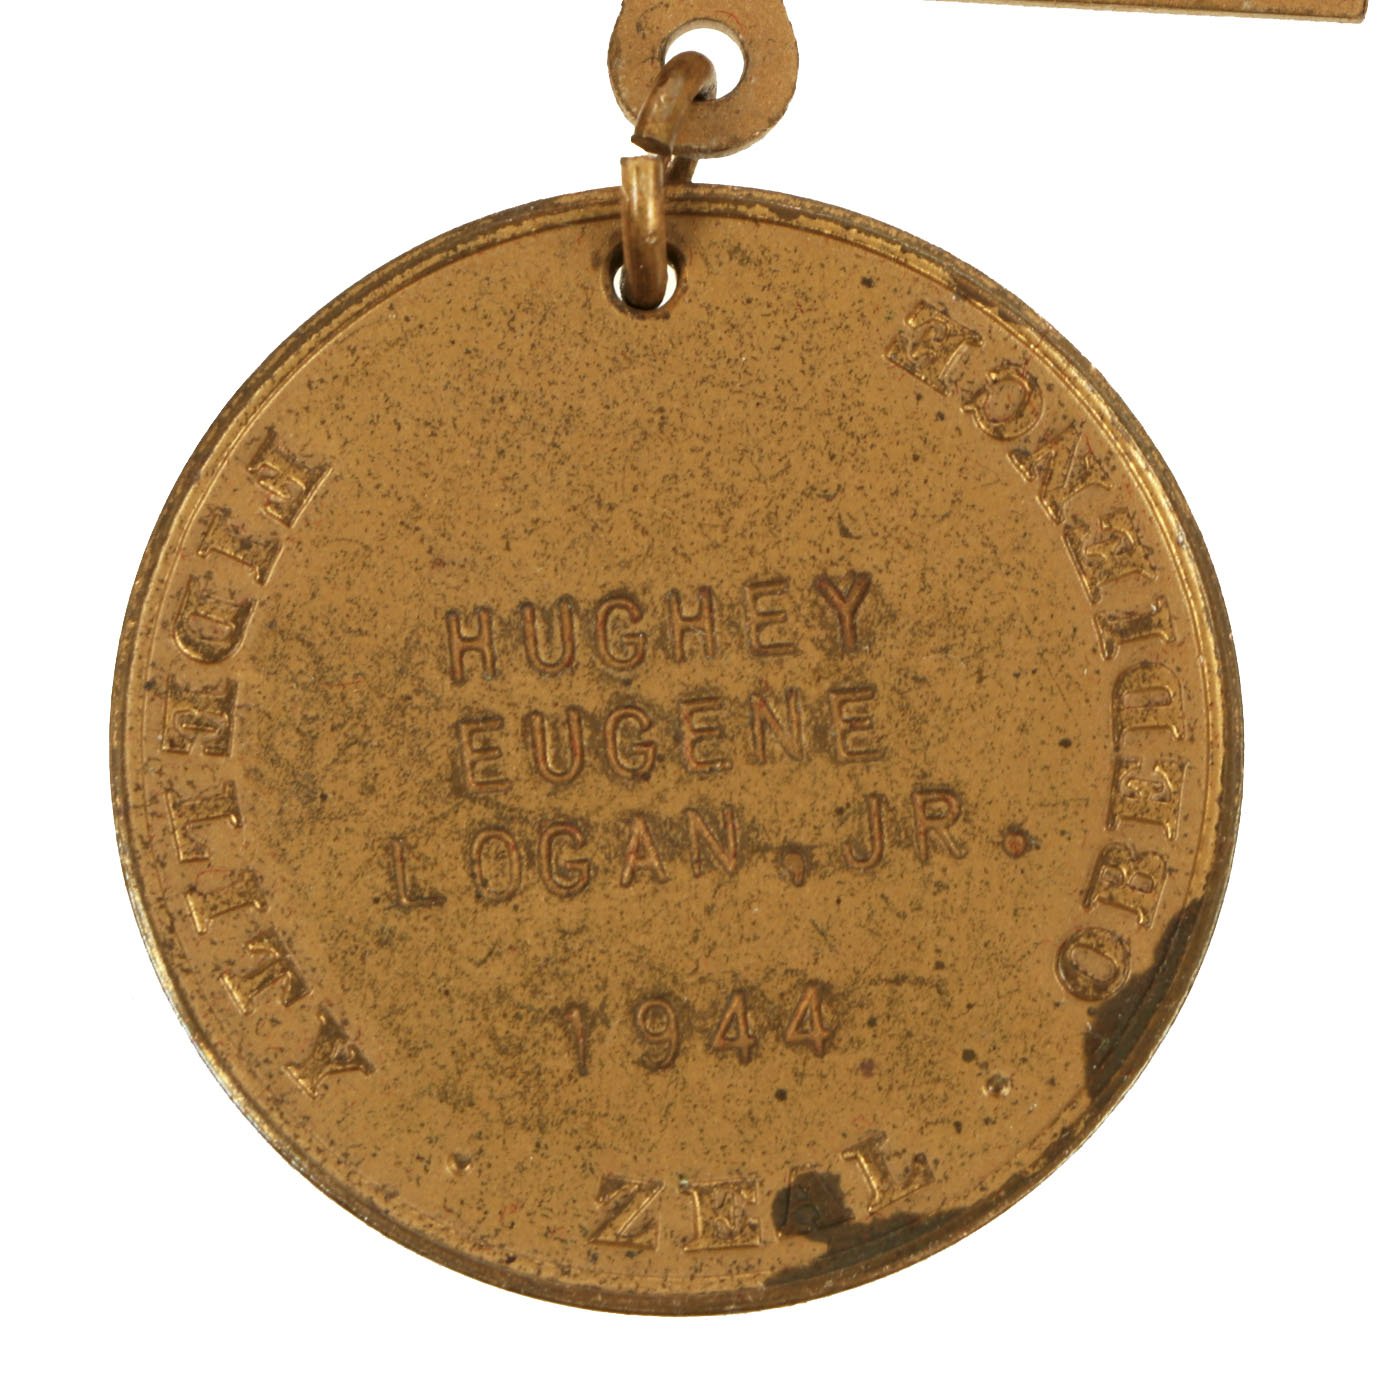 FIDELITY
ZEAL
OBEDIENCE
HUGHEY
EUGENE
LOGAN, JR.
1944